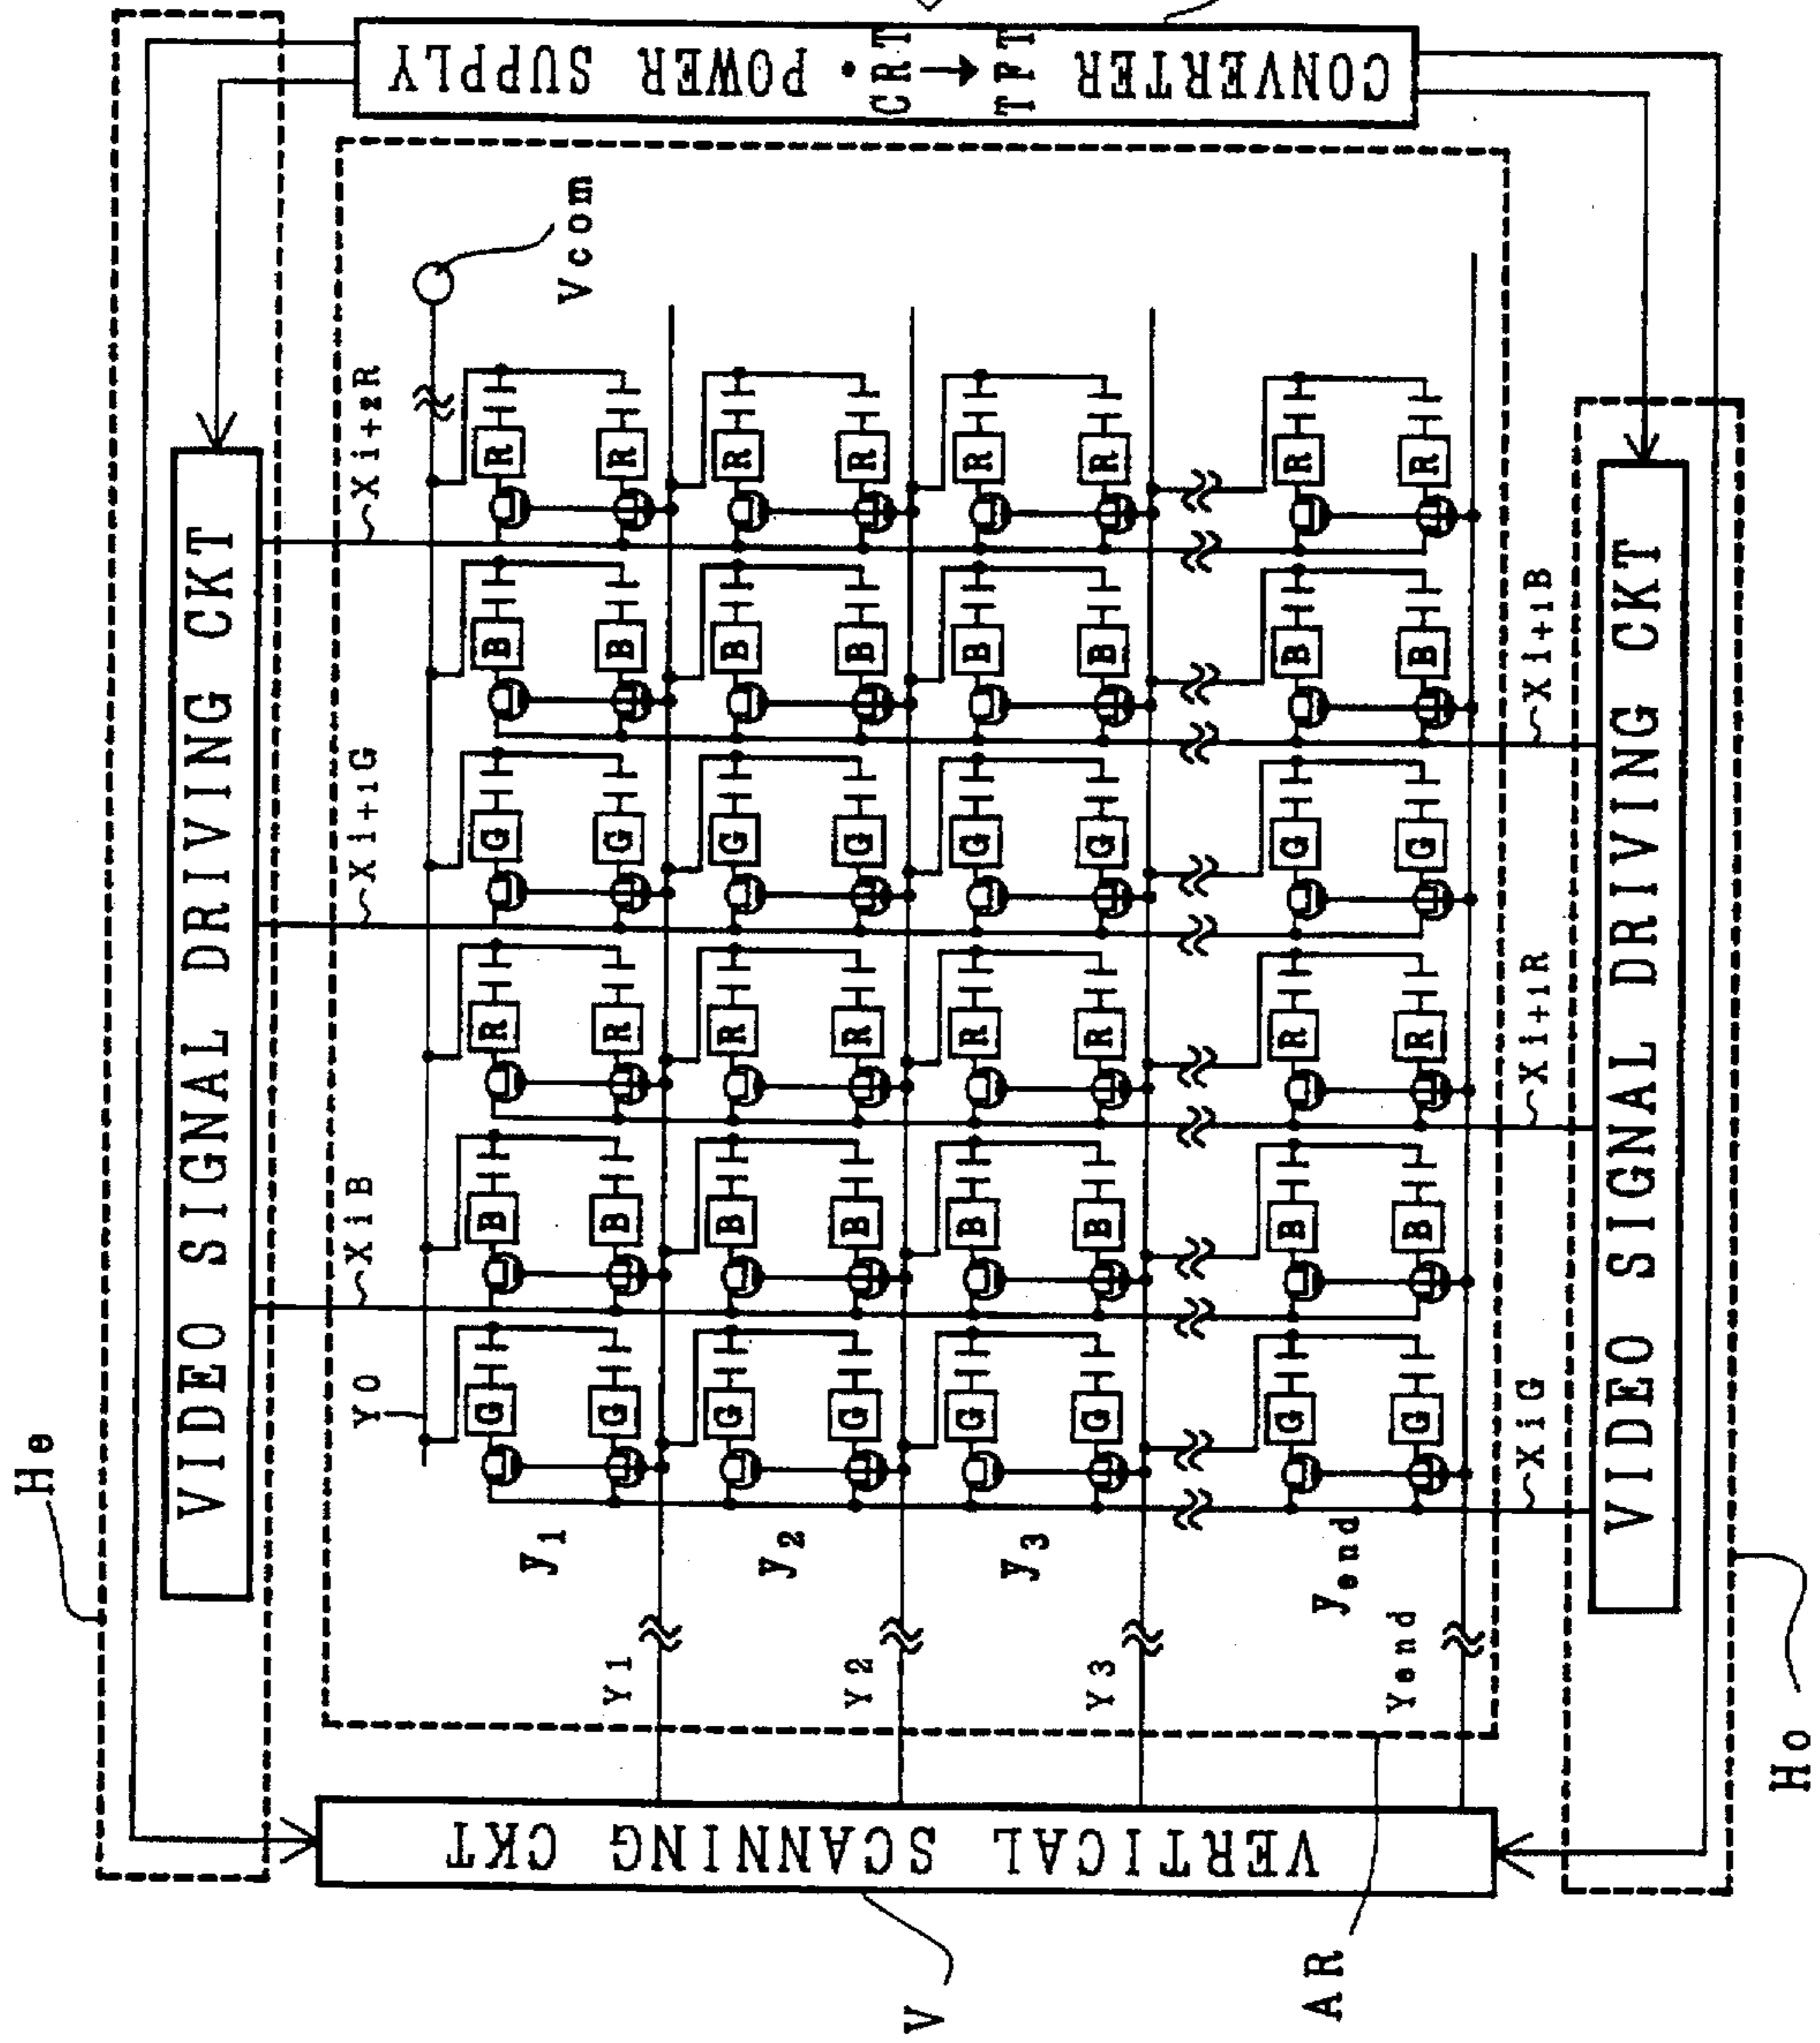 He
VIDEO SIGNAL DRIVING CKT
POWER SUPPLY
•
CRT → TFT
CONVERTER
Y0
XiB
Xi+1G
Xi+2R
Vcom
G B R G B R
G B R G B R
Y1
y1
G B R G B R
G B R G B R
Y2
y2
G B R G B R
G B R G B R
Y3
y3
G B R G B R
G B R G B R
Yend
yend
XiG
Xi+1R
Xi+1B
VERTICAL SCANNING CKT
V
AR
VIDEO SIGNAL DRIVING CKT
Ho